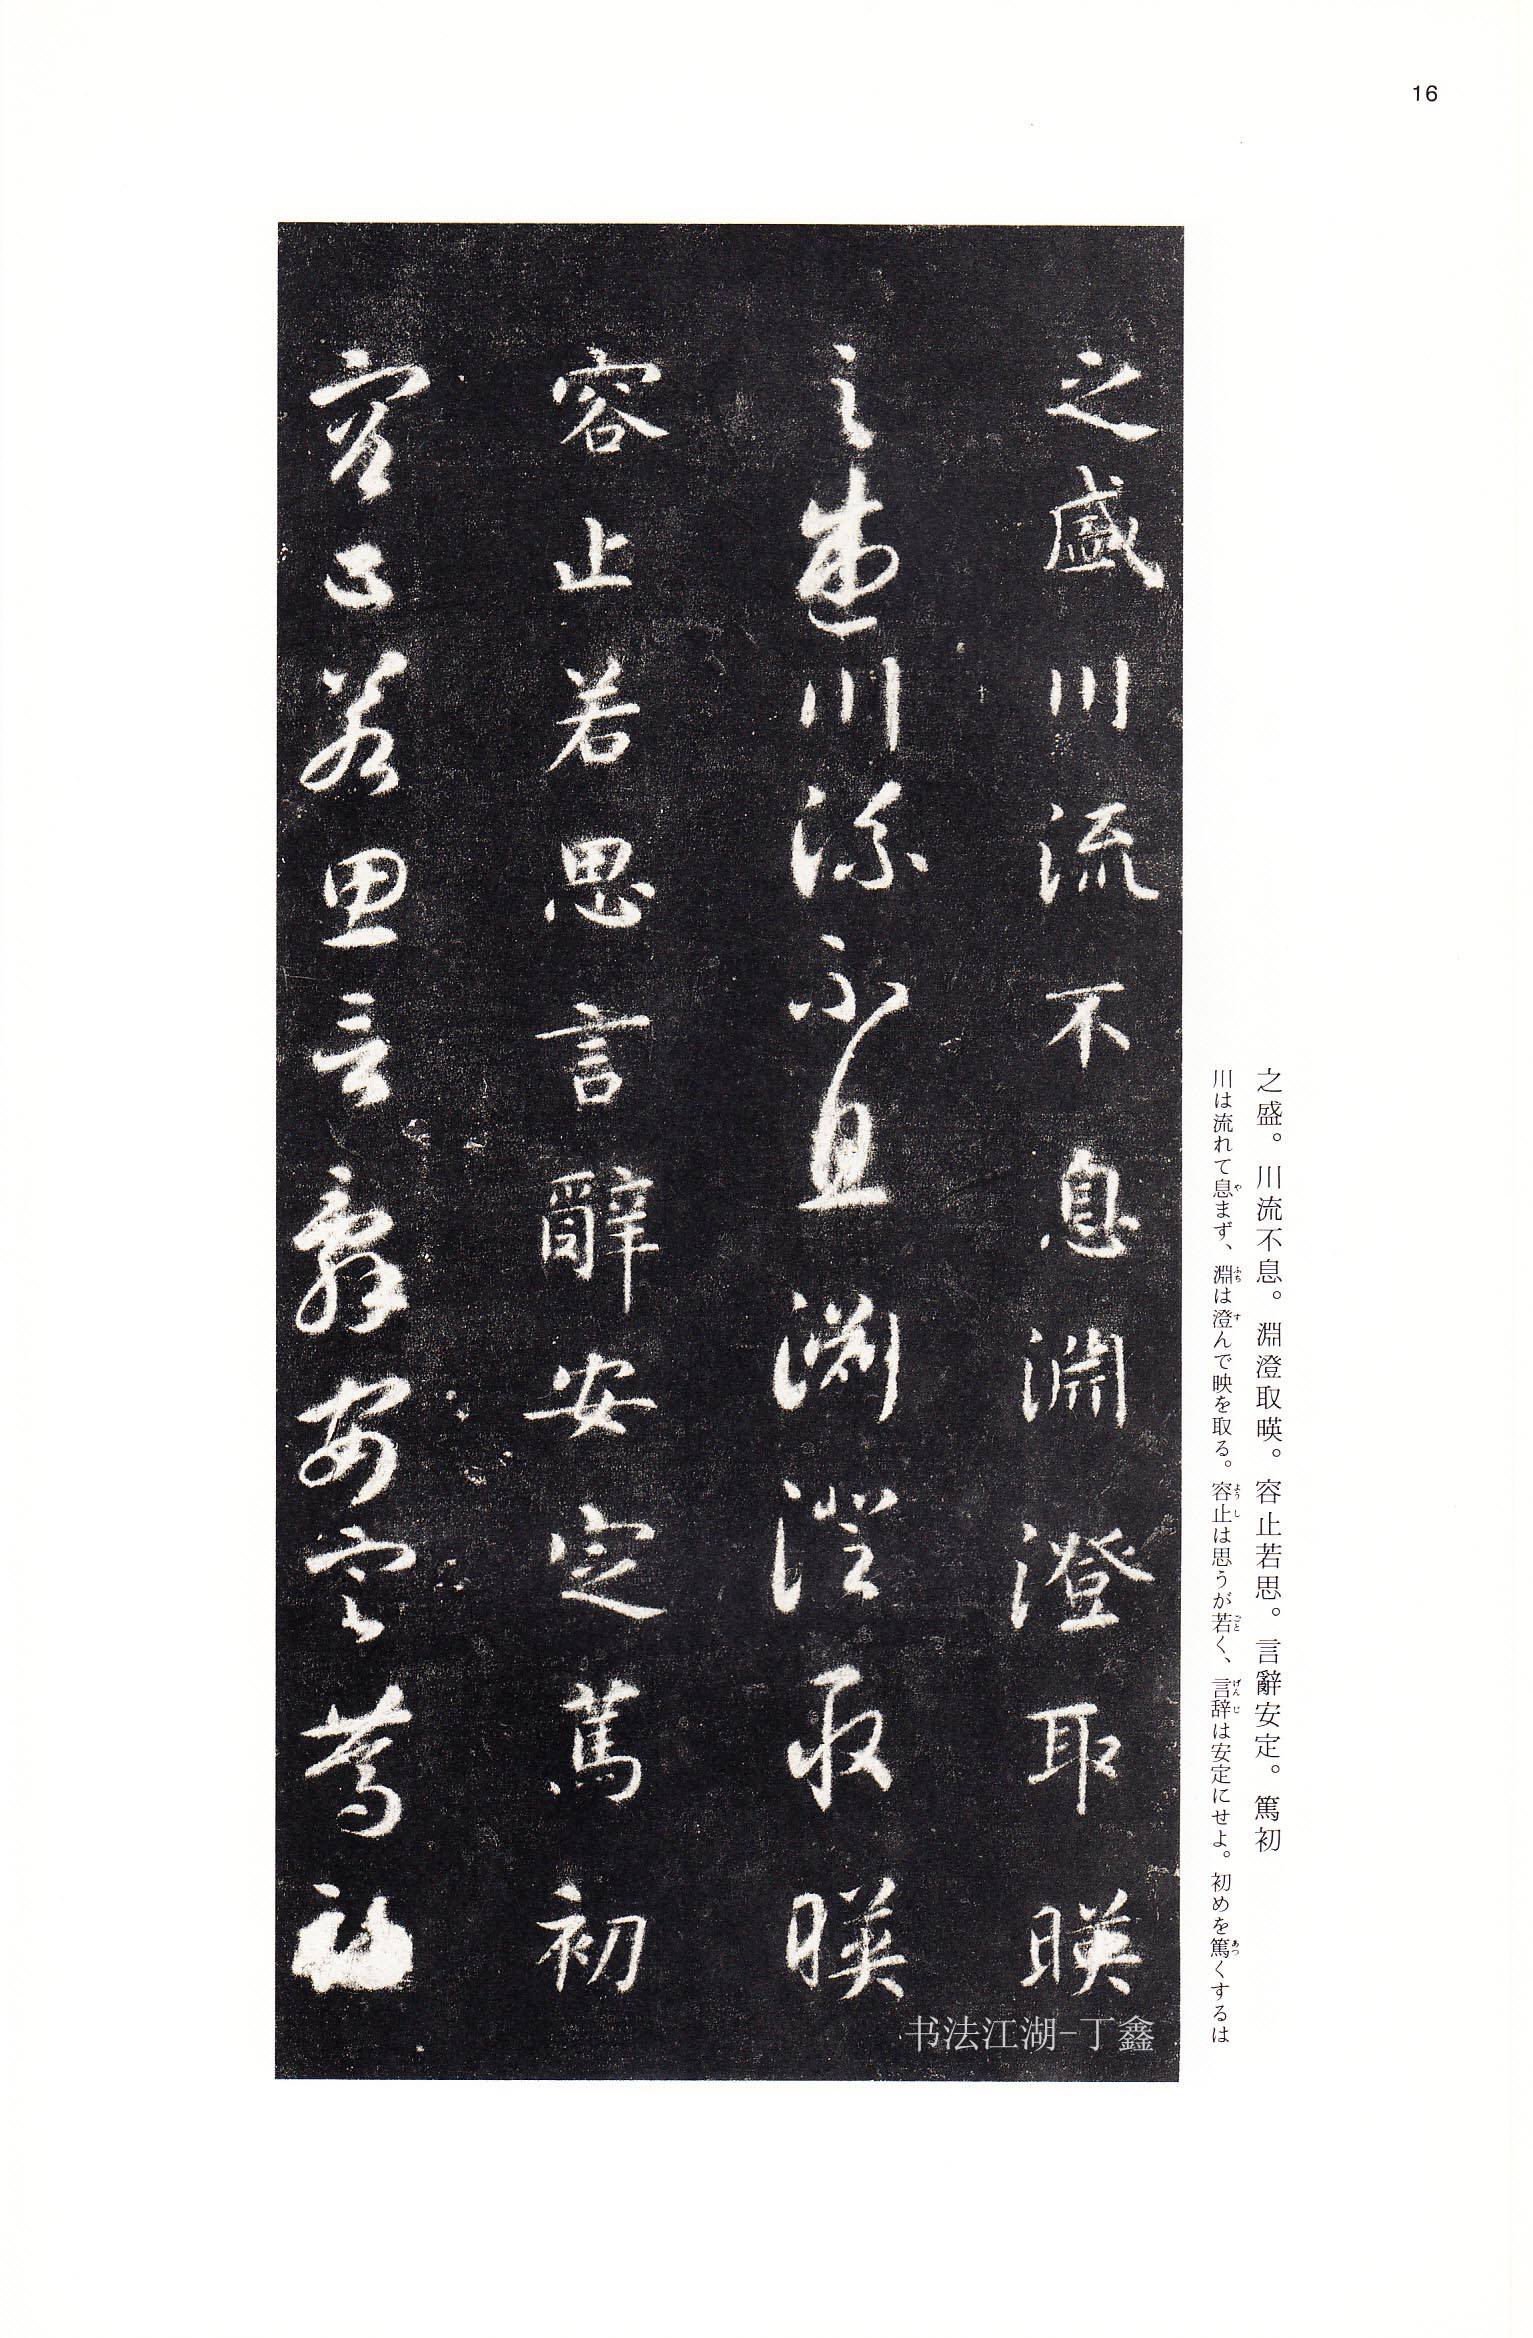 16
之盛。川流不息。淵澄取暎。容止若思。言辭安定。篤初
川は流れて息まず、淵は澄んで映を取る。容止は思うが若く、言辞は安定にせよ。初めを篤くするは
之盛川流不息淵澄取暎
之盛川流不息淵澄取暎
容止若思言辭安定篤初
容止若思言辭安定篤初
书法江湖-丁鑫